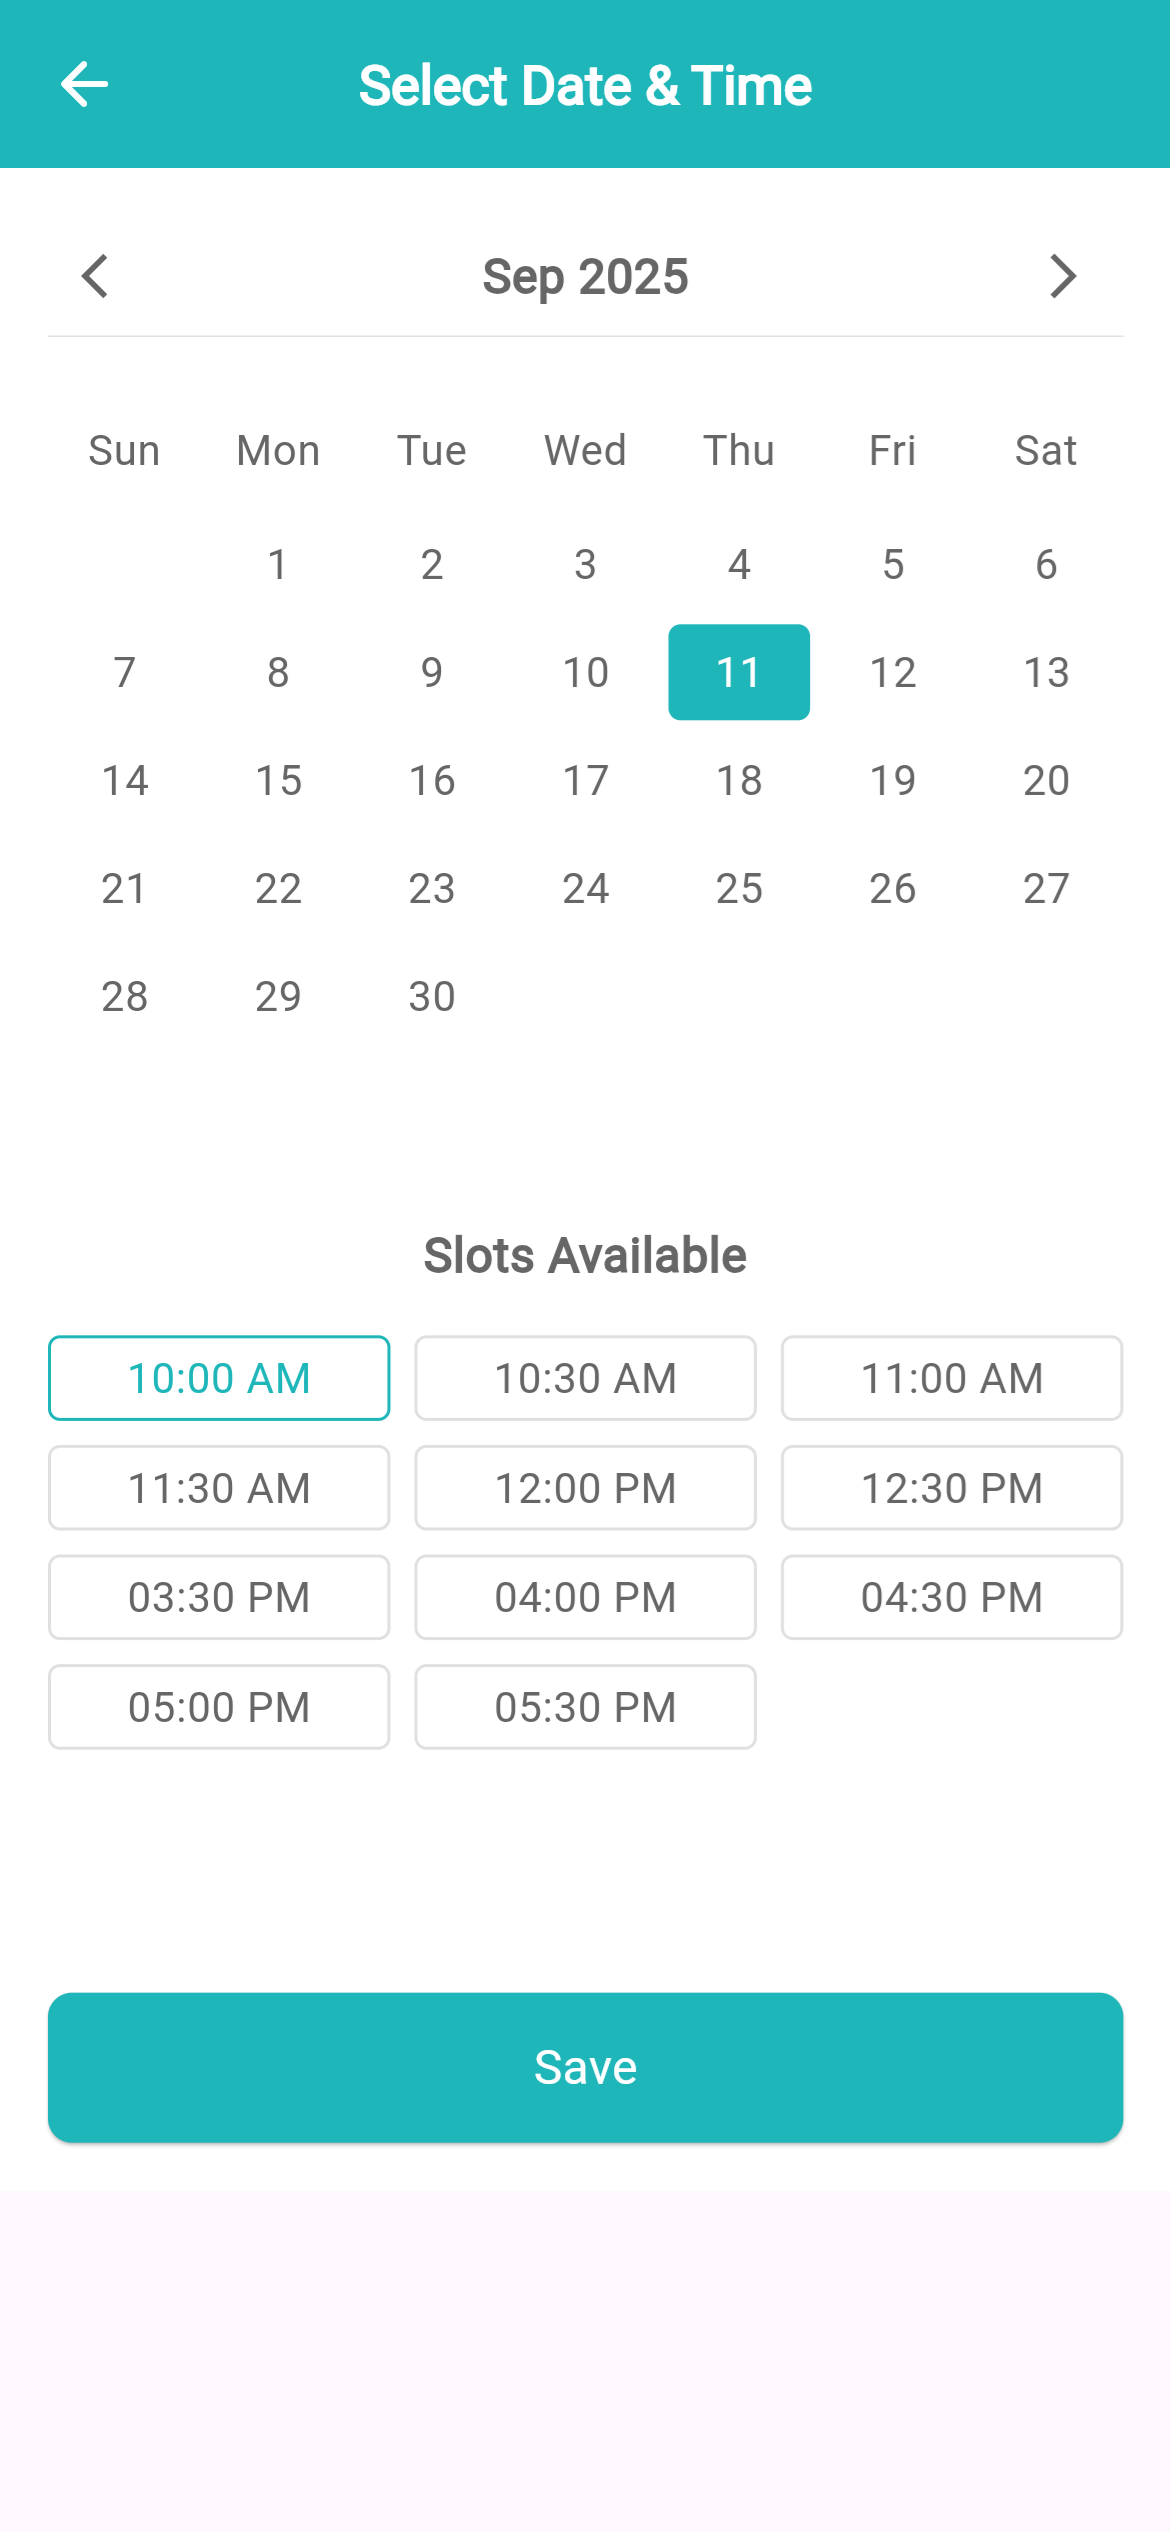 Select Date & Time
Sep 2025
Sun Mon Tue Wed Thu Fri Sat
1 2 3 4 5 6
7 8 9 10 11 12 13
14 15 16 17 18 19 20
21 22 23 24 25 26 27
28 29 30
Slots Available
10:00 AM 10:30 AM 11:00 AM
11:30 AM 12:00 PM 12:30 PM
03:30 PM 04:00 PM 04:30 PM
05:00 PM 05:30 PM
Save